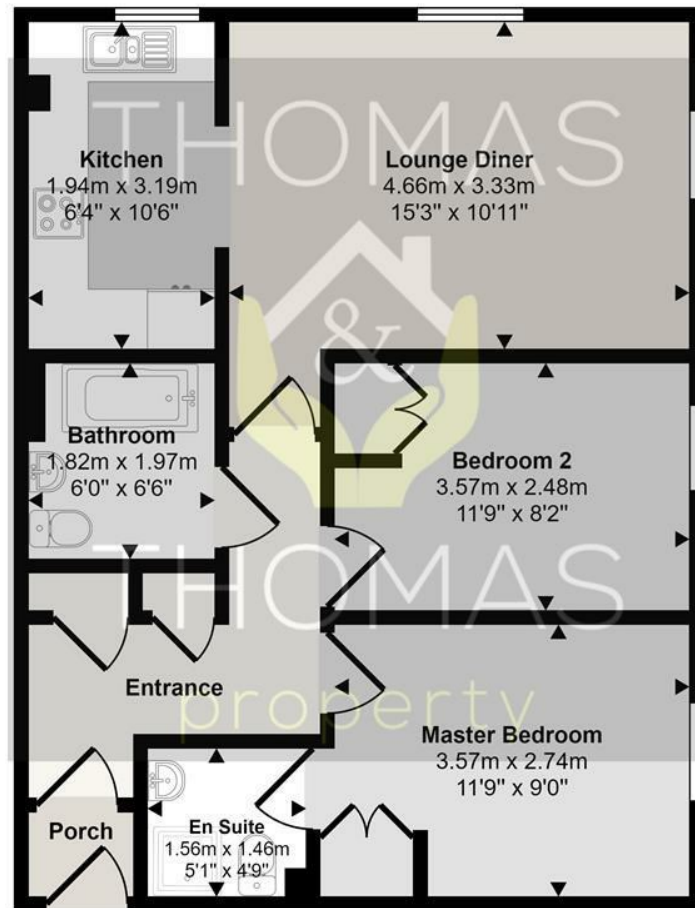 Kitchen
1.94m x 3.19m
6'4" x 10'6"
THOMAS
Lounge Diner
4.66m x 3.33m
15'3" x 10'11"
&
Bathroom
1.82m x 1.97m
6'0" x 6'6"
Bedroom 2
3.57m x 2.48m
11'9" x 8'2"
THOMAS
Entrance
property
Master Bedroom
3.57m x 2.74m
11'9" x 9'0"
Porch
En Suite
1.56m x 1.46m
5'1" x 4'9"